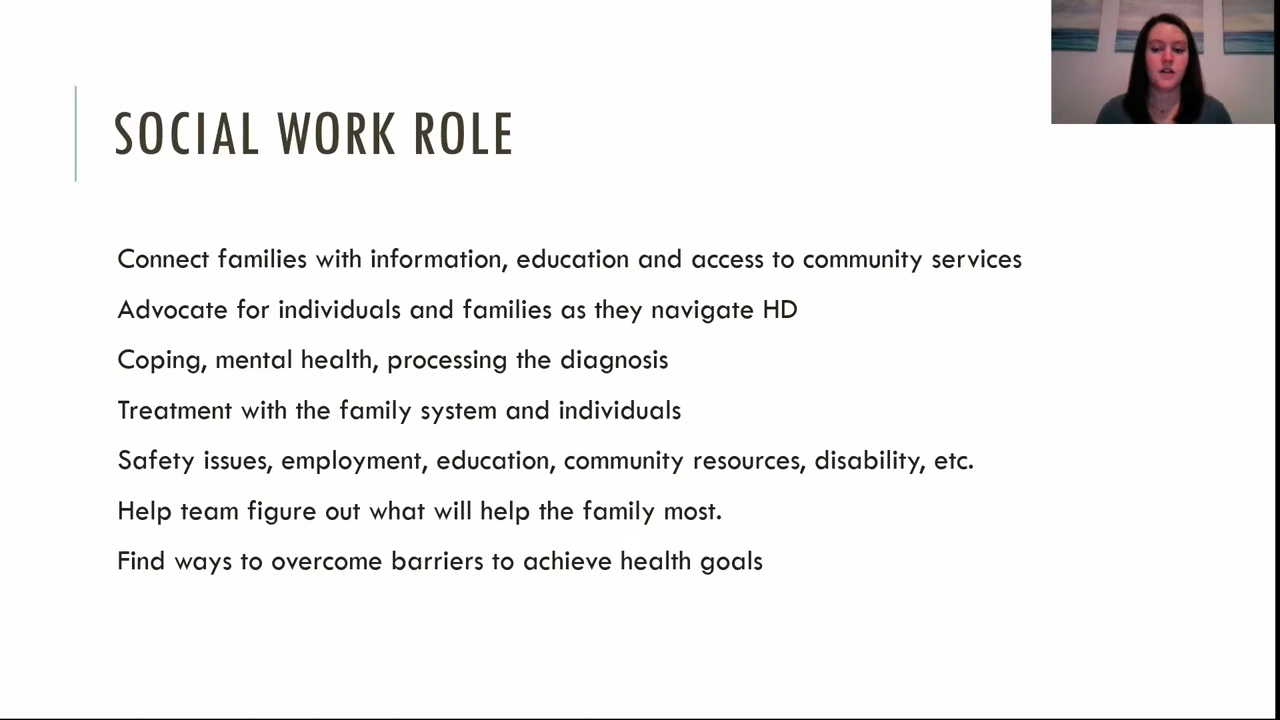 SOCIAL WORK ROLE
Connect families with information, education and access to community services
Advocate for individuals and families as they navigate HD
Coping, mental health, processing the diagnosis
Treatment with the family system and individuals
Safety issues, employment, education, community resources, disability, etc.
Help team figure out what will help the family most.
Find ways to overcome barriers to achieve health goals